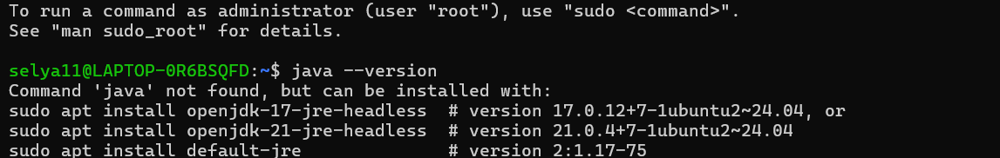 To run a command as administrator (user "root"), use "sudo <command>".
See "man sudo_root" for details.
selya11@LAPTOP-0R6BSQFD:~$ java --version
Command 'java' not found, but can be installed with:
sudo apt install openjdk-17-jre-headless  # version 17.0.12+7-1ubuntu2~24.04, or
sudo apt install openjdk-21-jre-headless  # version 21.0.4+7-1ubuntu2~24.04
sudo apt install default-jre              # version 2:1.17-75